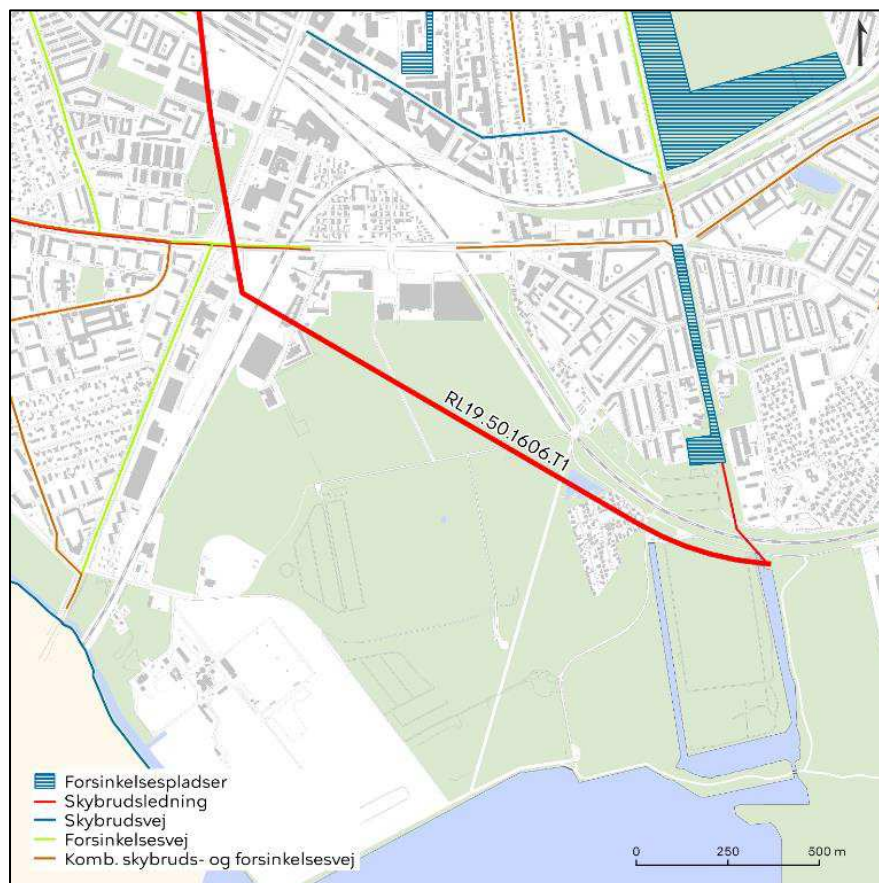 RL19.50.1606.T1
Forsinkelsespladser
Skybrudsledning
Skybrudsvej
Forsinkelsesvej
Komb. skybruds- og forsinkelsesvej
0 250 500 m